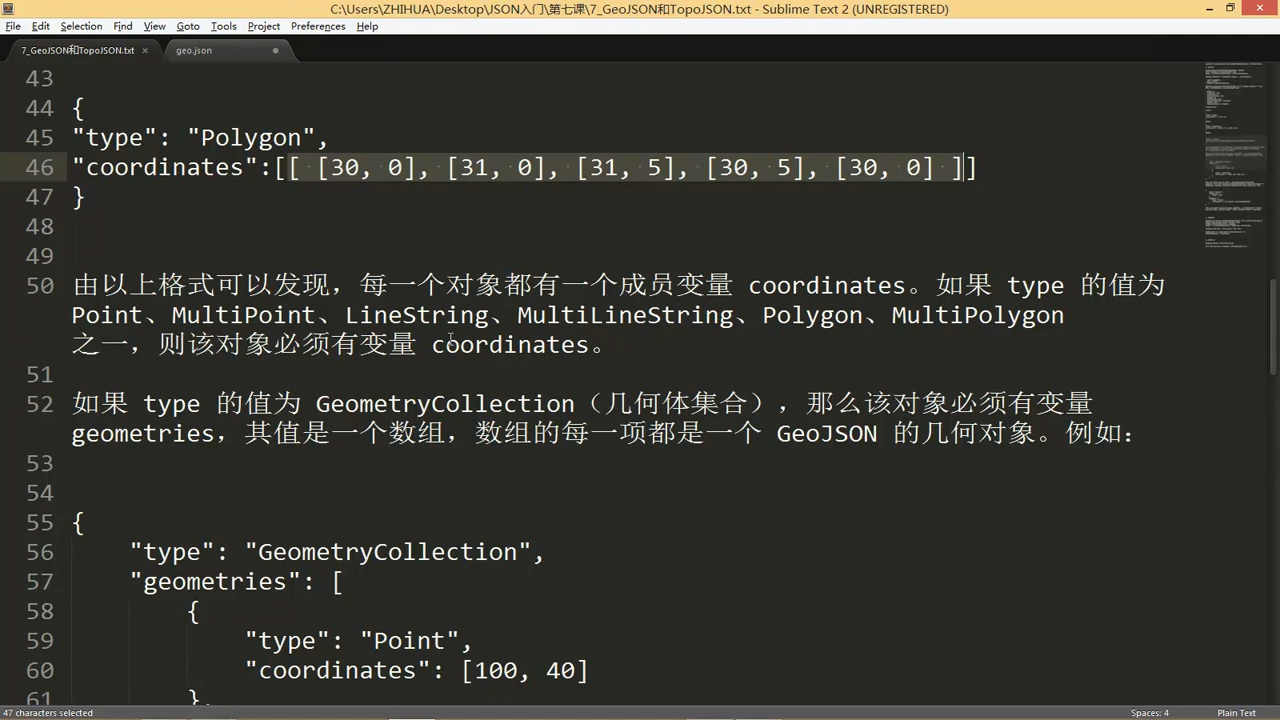 C:\Users\ZHIHUA\Desktop\JSON入门\第七课\7_GeoJSON和TopoJSON.txt - Sublime Text 2 (UNREGISTERED)
File Edit Selection Find View Goto Tools Project Preferences Help
7_GeoJSON和TopoJSON.txt × geo.json
43
44 {
45 "type": "Polygon",
46 "coordinates":[[ [30, 0], [31, 0], [31, 5], [30, 5], [30, 0] ]]
47 }
48
49
50 由以上格式可以发现，每一个对象都有一个成员变量 coordinates。如果 type 的值为
Point、MultiPoint、LineString、MultiLineString、Polygon、MultiPolygon
之一，则该对象必须有变量 coordinates。
51
52 如果 type 的值为 GeometryCollection（几何体集合），那么该对象必须有变量
geometries，其值是一个数组，数组的每一项都是一个 GeoJSON 的几何对象。例如：
53
54
55 {
56 "type": "GeometryCollection",
57 "geometries": [
58 {
59 "type": "Point",
60 "coordinates": [100, 40]
61 },
47 characters selected Spaces: 4 Plain Text